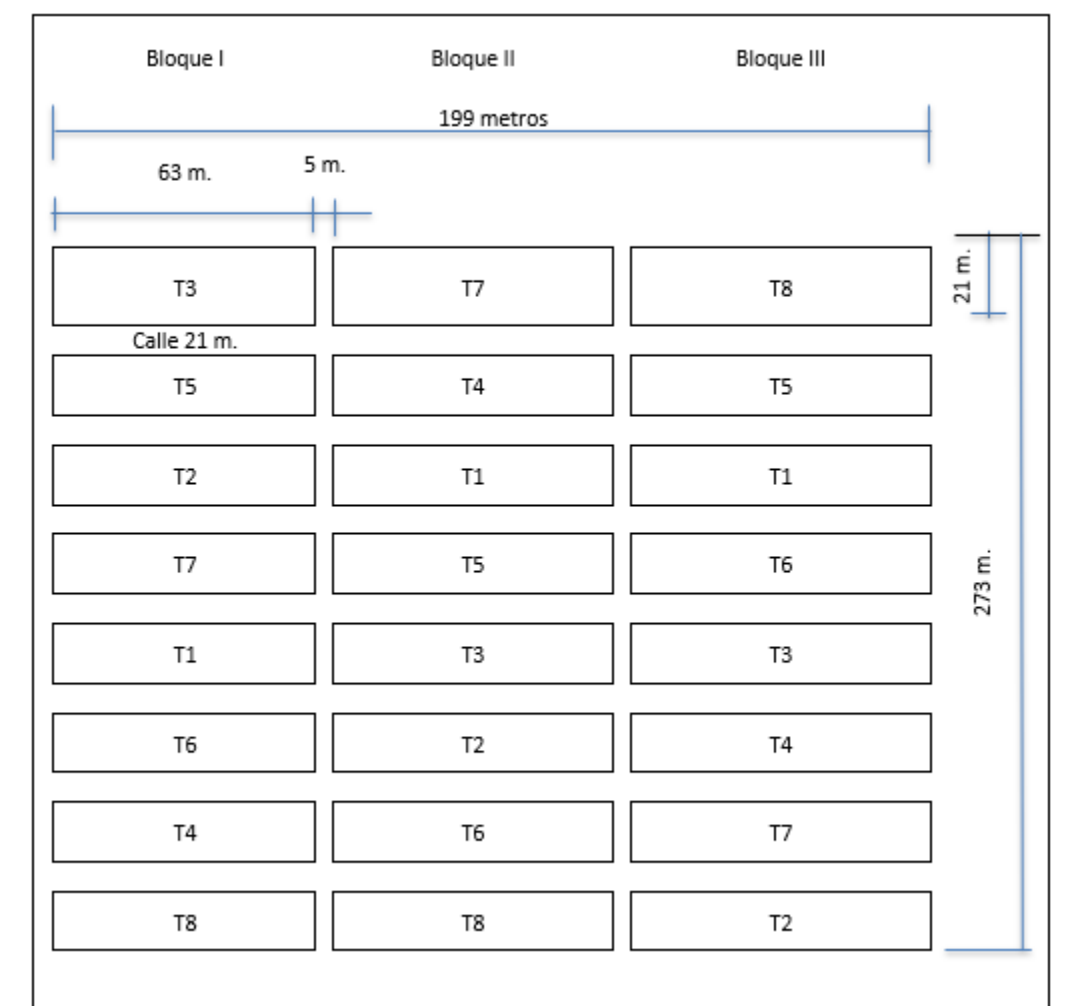 Bloque I Bloque II Bloque III
199 metros
63 m. 5 m.
T3 T7 T8 21 m.
Calle 21 m.
T5 T4 T5
T2 T1 T1
T7 T5 T6 273 m.
T1 T3 T3
T6 T2 T4
T4 T6 T7
T8 T8 T2